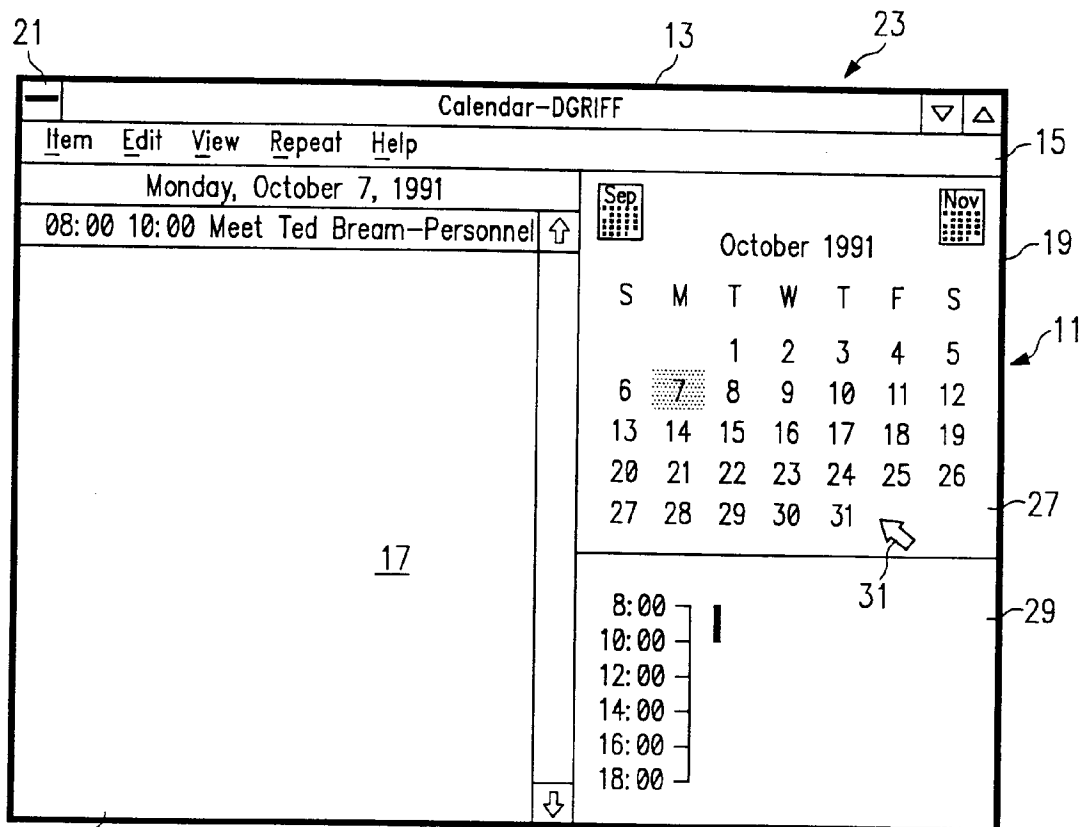 21
13
23
Calendar-DGRIFF
Item Edit View Repeat Help
15
Monday, October 7, 1991
08:00 10:00 Meet Ted Bream-Personnel
Sep
Nov
October 1991
19
S M T W T F S
11
1 2 3 4 5
6 7 8 9 10 11 12
13 14 15 16 17 18 19
20 21 22 23 24 25 26
27 28 29 30 31
27
17
31
29
8:00
10:00
12:00
14:00
16:00
18:00